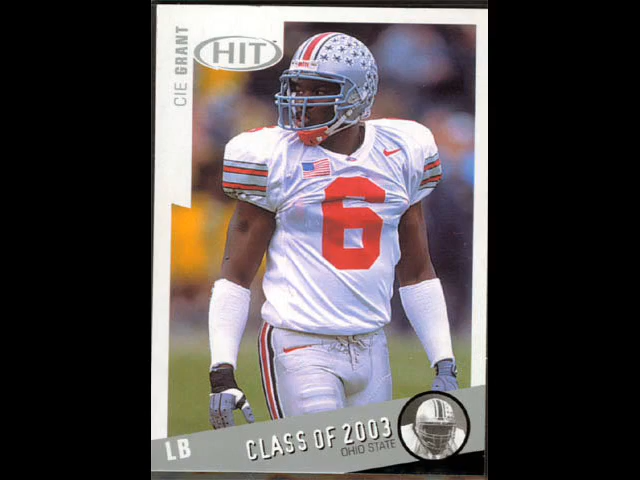 CIE GRANT
HIT
6
LB
CLASS OF 2003
OHIO STATE